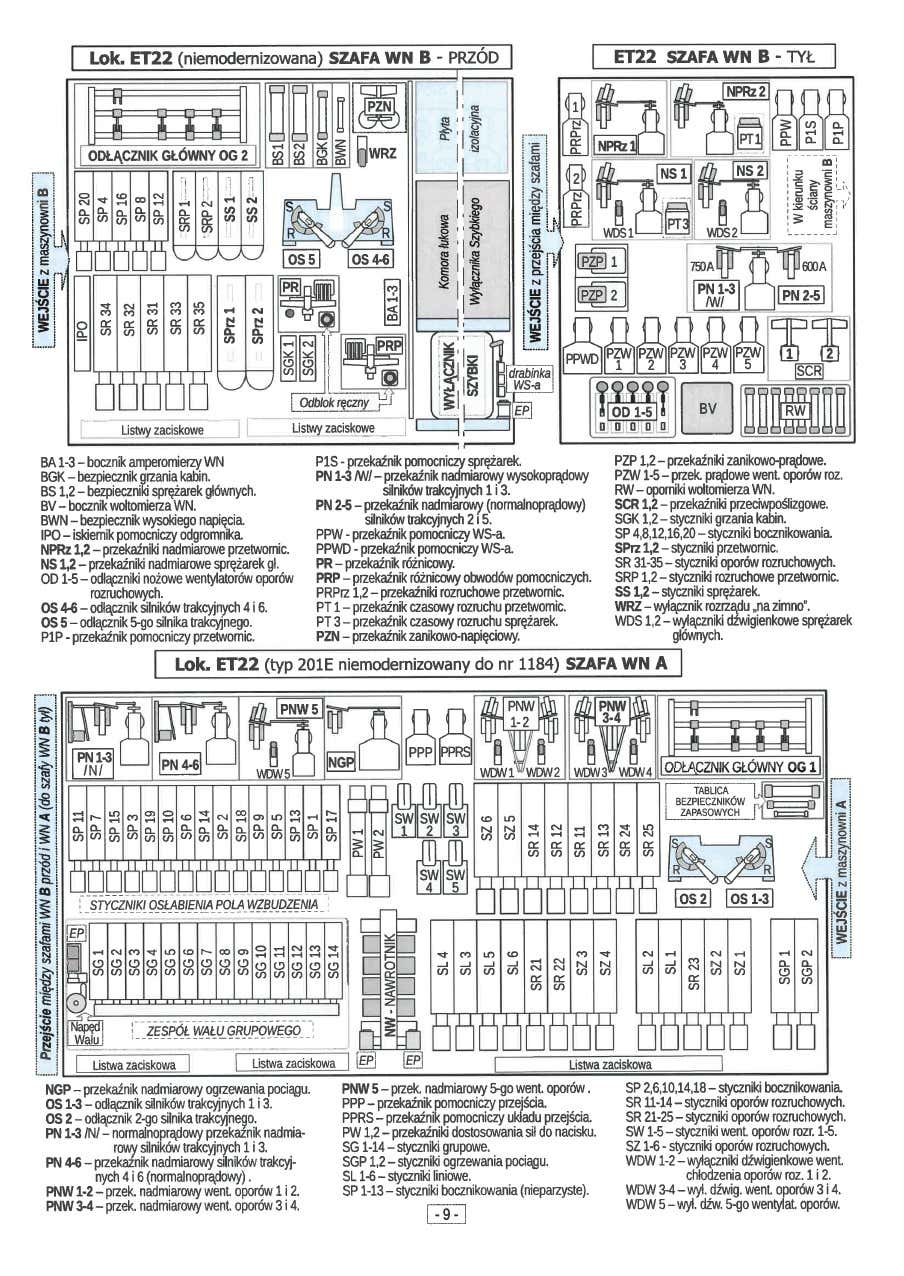 Lok. ET22 (niemodernizowana) SZAFA WN B - PRZÓD
ET22 SZAFA WN B - TYŁ
ODŁĄCZNIK GŁÓWNY OG 2
BS1
BS2
BGK
BWN
PZN
WRZ
Płyta
izolacyjna
WEJŚCIE z maszynowni B
SP 20
SP 4
SP 16
SP 8
SP 12
SRP 1
SRP 2
SS 1
SS 2
S
R
S
R
OS 5
OS 4-6
Komora łukowa
Wyłącznika Szybkiego
IPO
SR 34
SR 32
SR 31
SR 33
SR 35
SPrz 1
SPrz 2
PR
BA 1-3
SGK 1
SGK 2
PRP
Odblok ręczny
WYŁĄCZNIK
SZYBKI
drabinka
WS-a
EP
Listwy zaciskowe
Listwy zaciskowe
WEJŚCIE z przejścia między szafami
1
PRPrz
2
PRPrz
NPRz 1
NPRz 2
PT 1
PPW
P1S
P1P
NS 1
NS 2
WDS1
PT3
WDS2
W kierunku
ściany
maszynowni B
PZP 1
PZP 2
750A
600A
PN 1-3
/W/
PN 2-5
PPWD
PZW
1
PZW
2
PZW
3
PZW
4
PZW
5
1
2
SCR
OD 1-5
BV
RW
BA 1-3 – bocznik amperomierzy WN
BGK – bezpiecznik grzania kabin.
BS 1,2 – bezpieczniki sprężarek głównych.
BV – bocznik woltomierza WN.
BWN – bezpiecznik wysokiego napięcia.
IPO – iskiernik pomocniczy odgromnika.
NPRz 1,2 – przekaźniki nadmiarowe przetwornic.
NS 1,2 – przekaźniki nadmiarowe sprężarek gł.
OD 1-5 – odłączniki nożowe wentylatorów oporów
rozruchowych.
OS 4-6 – odłącznik silników trakcyjnych 4 i 6.
OS 5 – odłącznik 5-go silnika trakcyjnego.
P1P - przekaźnik pomocniczy przetwornic.
P1S - przekaźnik pomocniczy sprężarek.
PN 1-3 /W/ – przekaźnik nadmiarowy wysokoprądowy
silników trakcyjnych 1 i 3.
PN 2-5 – przekaźnik nadmiarowy (normalnoprądowy)
silników trakcyjnych 2 i 5.
PPW - przekaźnik pomocniczy WS-a.
PPWD - przekaźnik pomocniczy WS-a.
PR – przekaźnik różnicowy.
PRP – przekaźnik różnicowy obwodów pomocniczych.
PRPrz 1,2 – przekaźniki rozruchowe przetwornic.
PT 1 – przekaźnik czasowy rozruchu przetwornic.
PT 3 – przekaźnik czasowy rozruchu sprężarek.
PZN – przekaźnik zanikowo-napięciowy.
PZP 1,2 – przekaźniki zanikowo-prądowe.
PZW 1-5 – przek. prądowe went. oporów roz.
RW – oporniki woltomierza WN.
SCR 1,2 – przekaźniki przeciwpoślizgowe.
SGK 1,2 – styczniki grzania kabin.
SP 4,8,12,16,20 – styczniki bocznikowania.
SPrz 1,2 – styczniki przetwornic.
SR 31-35 – styczniki oporów rozruchowych.
SRP 1,2 – styczniki rozruchowe przetwornic.
SS 1,2 – styczniki sprężarek.
WRZ – wyłącznik rozrządu „na zimno”.
WDS 1,2 – wyłączniki dźwigienkowe sprężarek
głównych.
Lok. ET22 (typ 201E niemodernizowany do nr 1184) SZAFA WN A
Przejście między szafami WN B przód i WN A (do szafy WN B tył)
PN 1-3
/N/
PN 4-6
PNW 5
WDW5
NGP
PPP
PPRS
PNW
1-2
WDW1
WDW2
PNW
3-4
WDW3
WDW4
ODŁĄCZNIK GŁÓWNY OG 1
SP 11
SP 7
SP 15
SP 3
SP 19
SP 10
SP 6
SP 14
SP 2
SP 18
SP 9
SP 5
SP 13
SP 1
SP 17
PW 1
PW 2
SW
1
SW
2
SW
3
SW
4
SW
5
SZ 6
SZ 5
SR 14
SR 12
SR 11
SR 13
SR 24
SR 25
TABLICA
BEZPIECZNIKÓW
ZAPASOWYCH
S
R
S
R
OS 2
OS 1-3
WEJŚCIE z maszynowni A
STYCZNIKI OSŁABIENIA POLA WZBUDZENIA
EP
Napęd
Wału
SG 1
SG 2
SG 3
SG 4
SG 5
SG 6
SG 7
SG 8
SG 9
SG 10
SG 11
SG 12
SG 13
SG 14
ZESPÓŁ WAŁU GRUPOWEGO
NW - NAWROTNIK
EP
EP
SL 4
SL 3
SL 5
SL 6
SR 21
SR 22
SZ 3
SZ 4
SL 2
SL 1
SR 23
SZ 2
SZ 1
SGP 1
SGP 2
Listwa zaciskowa
Listwa zaciskowa
Listwa zaciskowa
NGP – przekaźnik nadmiarowy ogrzewania pociągu.
OS 1-3 – odłącznik silników trakcyjnych 1 i 3.
OS 2 – odłącznik 2-go silnika trakcyjnego.
PN 1-3 /N/ – normalnoprądowy przekaźnik nadmia-
rowy silników trakcyjnych 1 i 3.
PN 4-6 – przekaźnik nadmiarowy silników trakcyj-
nych 4 i 6 (normalnoprądowy) .
PNW 1-2 – przek. nadmiarowy went. oporów 1 i 2.
PNW 3-4 – przek. nadmiarowy went. oporów 3 i 4.
PNW 5 – przek. nadmiarowy 5-go went. oporów .
PPP – przekaźnik pomocniczy przejścia.
PPRS – przekaźnik pomocniczy układu przejścia.
PW 1,2 – przekaźniki dostosowania sił do nacisku.
SG 1-14 – styczniki grupowe.
SGP 1,2 – styczniki ogrzewania pociągu.
SL 1-6 – styczniki liniowe.
SP 1-13 – styczniki bocznikowania (nieparzyste).
SP 2,6,10,14,18 – styczniki bocznikowania.
SR 11-14 – styczniki oporów rozruchowych.
SR 21-25 – styczniki oporów rozruchowych.
SW 1-5 – styczniki went. oporów rozr. 1-5.
SZ 1-6 - styczniki oporów rozruchowych.
WDW 1-2 – wyłączniki dźwigienkowe went.
chłodzenia oporów roz. 1 i 2.
WDW 3-4 – wył. dźwig. went. oporów 3 i 4.
WDW 5 – wył. dźw. 5-go wentylat. oporów.
- 9 -